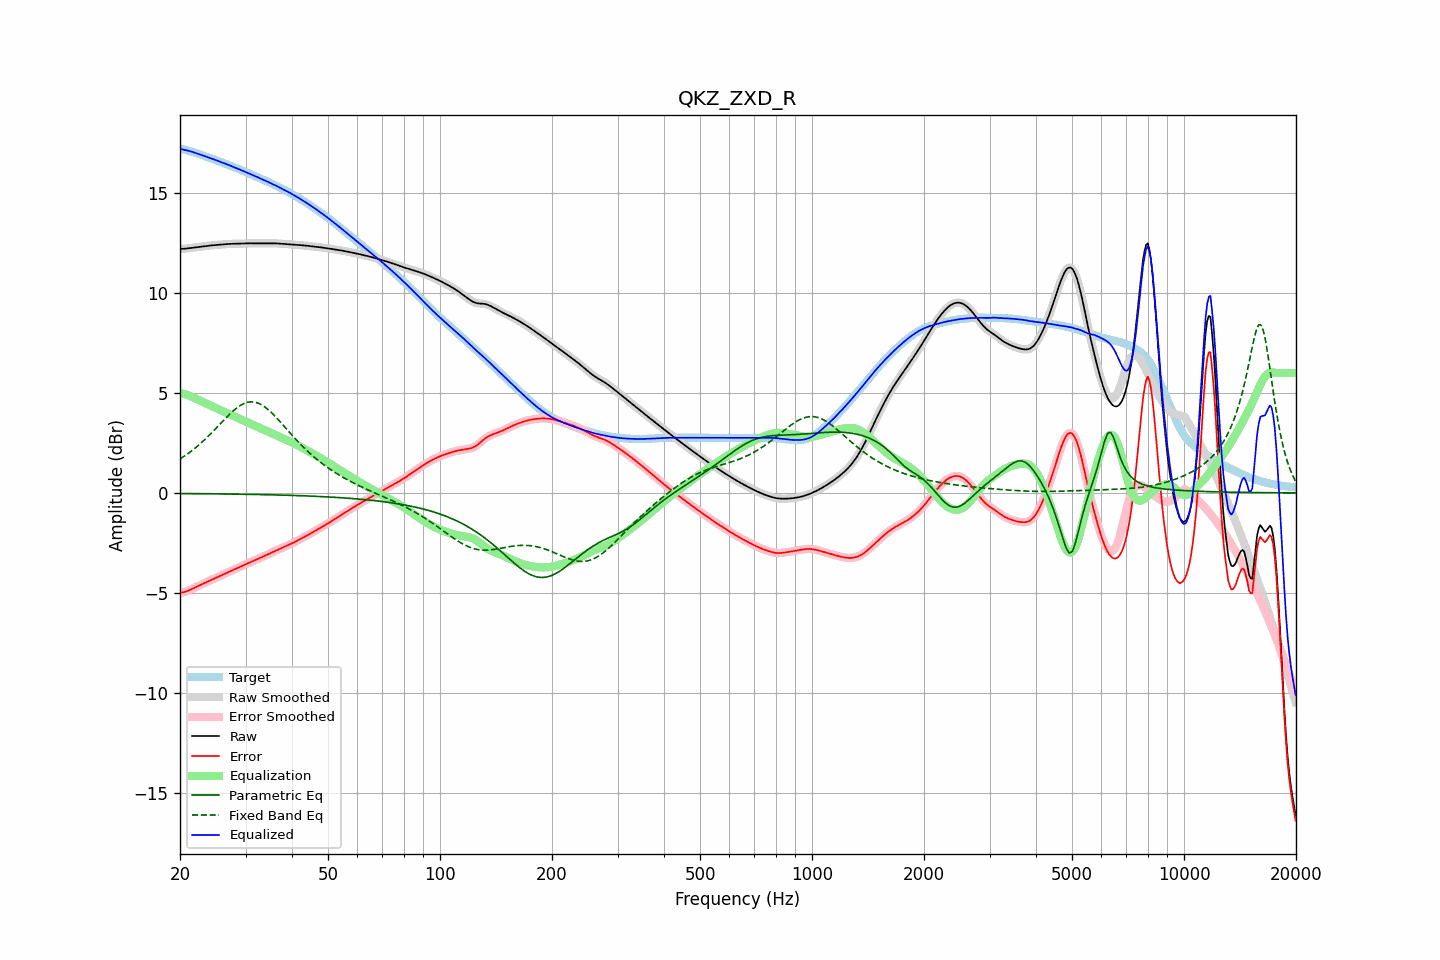 QKZ_ZXD_R
Amplitude (dBr)
15
10
5
0
−5
−10
−15
Target
Raw Smoothed
Error Smoothed
Raw
Error
Equalization
Parametric Eq
Fixed Band Eq
Equalized
20 50 100 200 500 1000 2000 5000 10000 20000
Frequency (Hz)